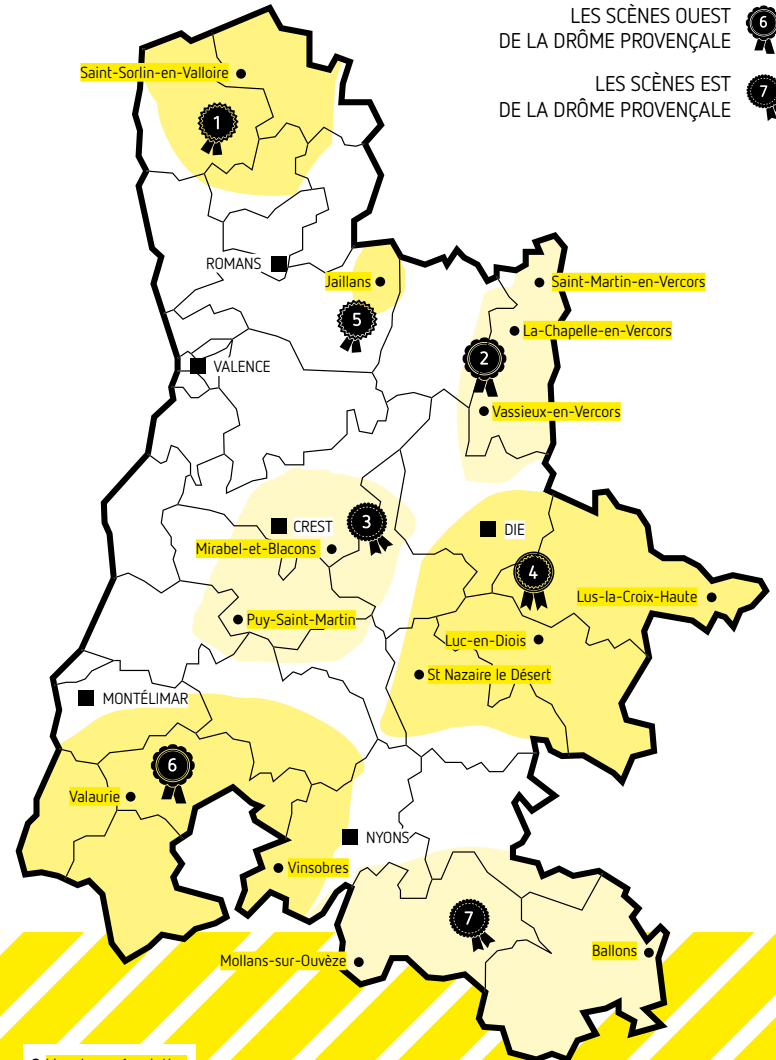 LES SCÈNES OUEST
DE LA DRÔME PROVENÇALE
6
LES SCÈNES EST
DE LA DRÔME PROVENÇALE
7
Saint-Sorlin-en-Valloire
1
ROMANS
Jaillans
Saint-Martin-en-Vercors
5
La-Chapelle-en-Vercors
2
VALENCE
Vassieux-en-Vercors
3
CREST
DIE
Mirabel-et-Blacons
4
Lus-la-Croix-Haute
Puy-Saint-Martin
Luc-en-Diois
St Nazaire le Désert
MONTÉLIMAR
6
Valaurie
NYONS
Vinsobres
7
Mollans-sur-Ouvèze
Ballons